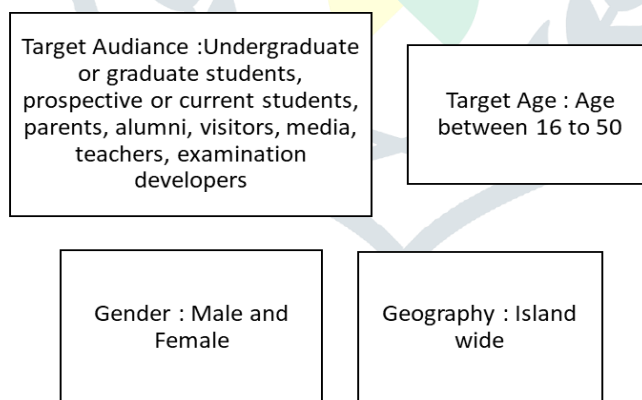 Target Audiance :Undergraduate
or graduate students,
prospective or current students,
parents, alumni, visitors, media,
teachers, examination
developers
Target Age : Age
between 16 to 50
Gender : Male and
Female
Geography : Island
wide